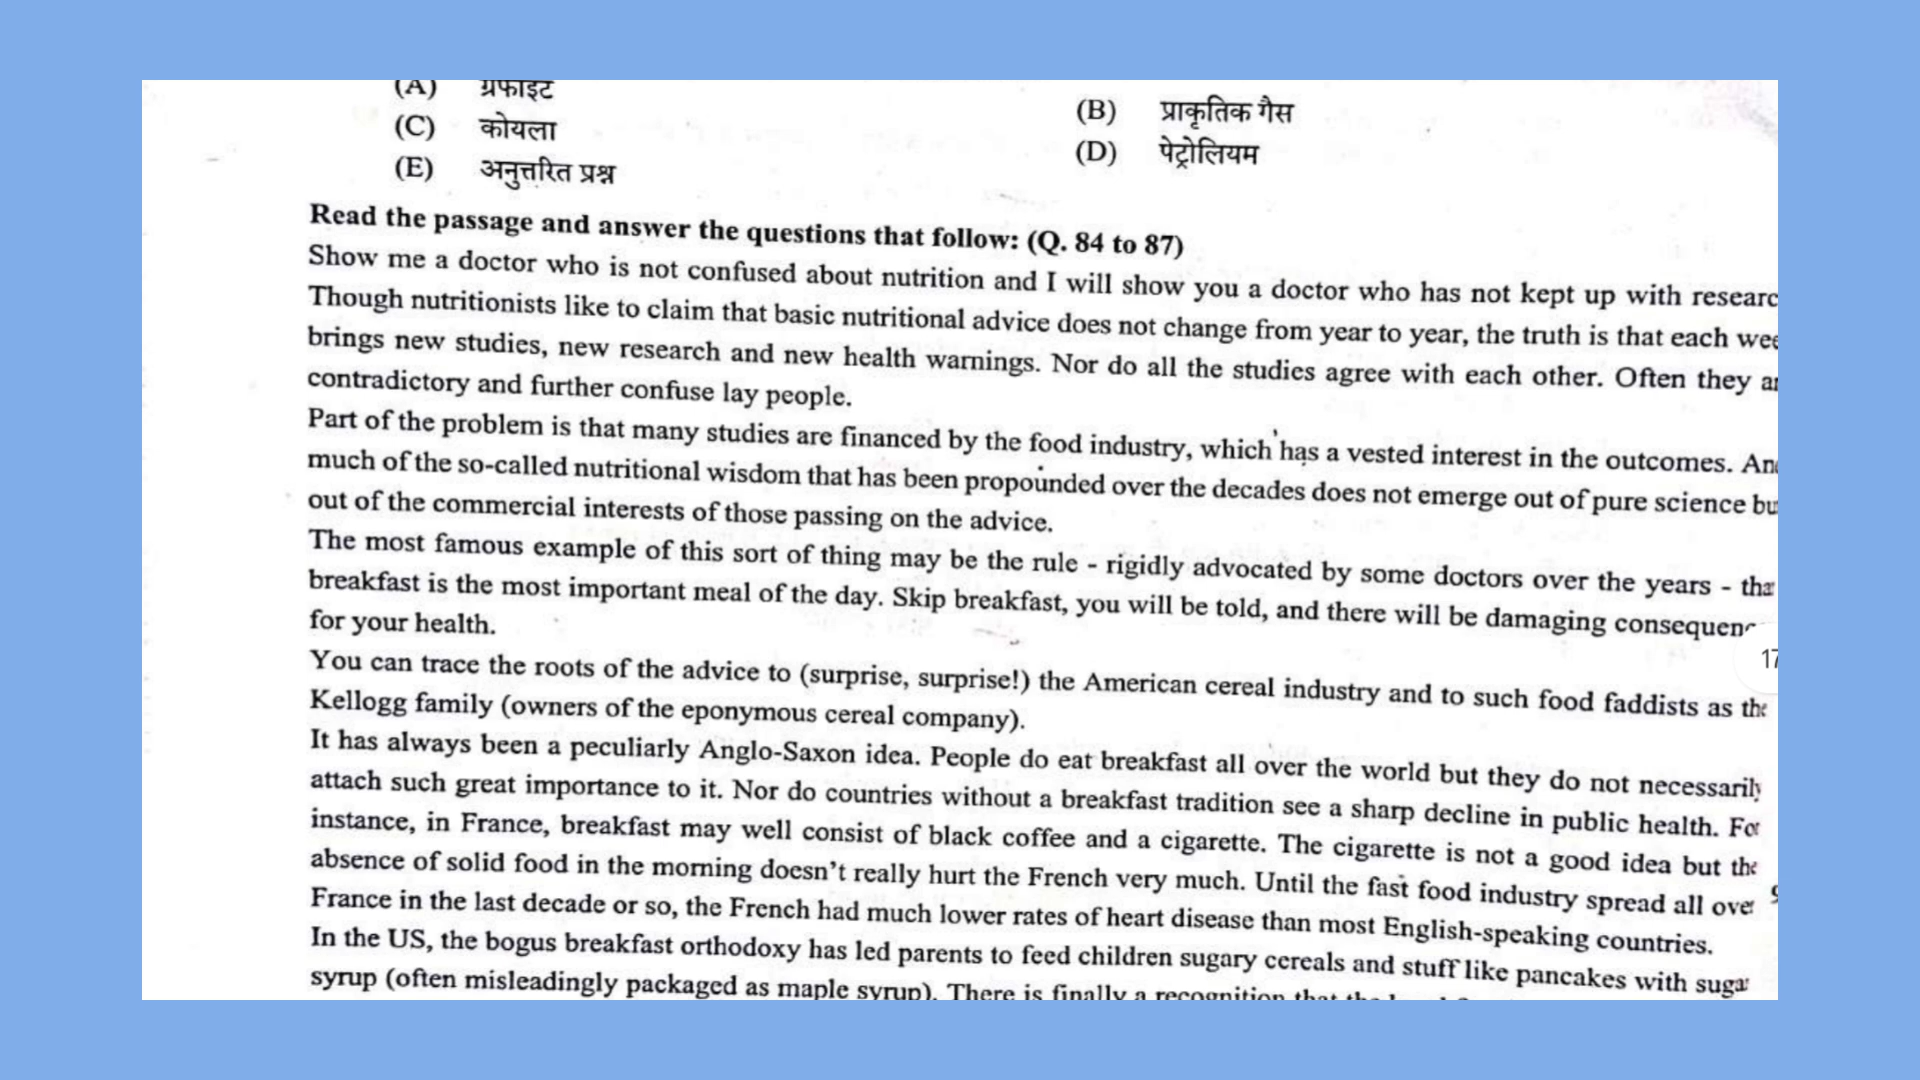 (A) ग्रेफाइट
(B) प्राकृतिक गैस
(C) कोयला
(D) पेट्रोलियम
(E) अनुत्तरित प्रश्न
Read the passage and answer the questions that follow: (Q. 84 to 87)
Show me a doctor who is not confused about nutrition and I will show you a doctor who has not kept up with researc
Though nutritionists like to claim that basic nutritional advice does not change from year to year, the truth is that each wee
brings new studies, new research and new health warnings. Nor do all the studies agree with each other. Often they ar
contradictory and further confuse lay people.
Part of the problem is that many studies are financed by the food industry, which has a vested interest in the outcomes. And
much of the so-called nutritional wisdom that has been propounded over the decades does not emerge out of pure science bu
out of the commercial interests of those passing on the advice.
The most famous example of this sort of thing may be the rule - rigidly advocated by some doctors over the years - that
breakfast is the most important meal of the day. Skip breakfast, you will be told, and there will be damaging consequenc
for your health.
You can trace the roots of the advice to (surprise, surprise!) the American cereal industry and to such food faddists as the
Kellogg family (owners of the eponymous cereal company).
It has always been a peculiarly Anglo-Saxon idea. People do eat breakfast all over the world but they do not necessarily
attach such great importance to it. Nor do countries without a breakfast tradition see a sharp decline in public health. For
instance, in France, breakfast may well consist of black coffee and a cigarette. The cigarette is not a good idea but the
absence of solid food in the morning doesn't really hurt the French very much. Until the fast food industry spread all over
France in the last decade or so, the French had much lower rates of heart disease than most English-speaking countries.
In the US, the bogus breakfast orthodoxy has led parents to feed children sugary cereals and stuff like pancakes with sugar
syrup (often misleadingly packaged as maple syrup). There is finally a recognition that the
17